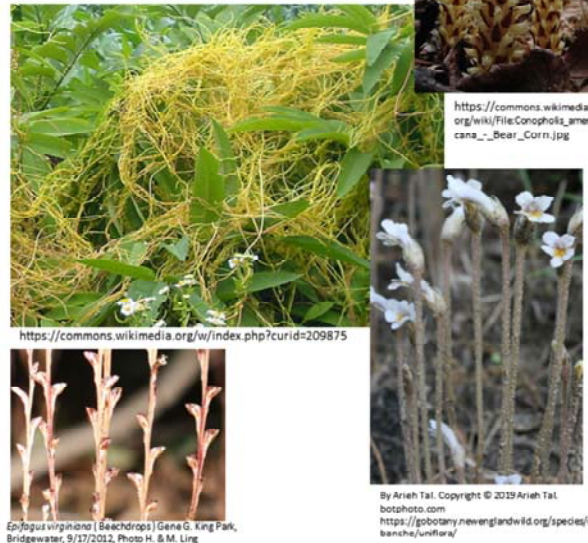 https://commons.wikimedia.
org/wiki/File:Conopholis_ameri
cana_-_Bear_Corn.jpg
https://commons.wikimedia.org/w/index.php?curid=209875
By Arieh Tal. Copyright © 2019 Arieh Tal.
botphoto.com
https://gobotany.newenglandwild.org/species/
banche/uniflora/
Epifagus virginiana (Beechdrops) Gene G. King Park,
Bridgewater, 9/17/2012, Photo H. & M. Ling